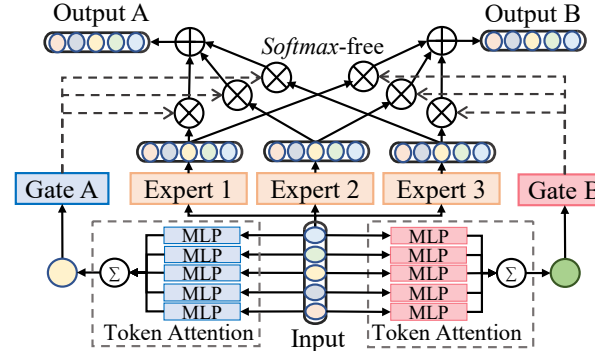 Output A
Output B
Softmax-free
Gate A
Expert 1
Expert 2
Expert 3
Gate B
MLP
MLP
MLP
MLP
MLP
MLP
MLP
MLP
MLP
MLP
Σ
Σ
Token Attention
Input
Token Attention